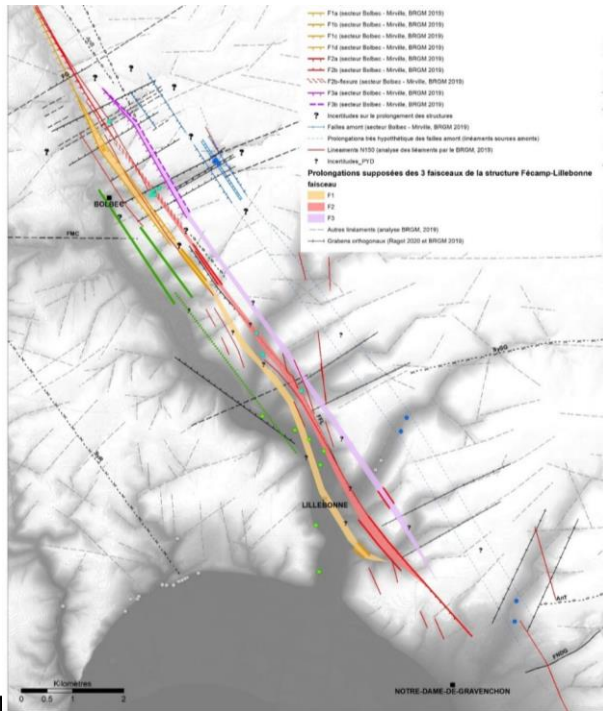 F1a (secteur Bolbec - Mirville, BRGM 2019)
F1b (secteur Bolbec - Mirville, BRGM 2019)
F1c (secteur Bolbec - Mirville, BRGM 2019)
F1d (secteur Bolbec - Mirville, BRGM 2019)
F2a (secteur Bolbec - Mirville, BRGM 2019)
F2b (secteur Bolbec - Mirville, BRGM 2019)
F2b-flexure (secteur Bolbec - Mirville, BRGM 2019)
F3a (secteur Bolbec - Mirville, BRGM 2019)
F3b (secteur Bolbec - Mirville, BRGM 2019)
? Incertitudes sur le prolongement des structures
Failles amont (secteur Bolbec - Mirville, BRGM 2019)
Prolongations très hypothétique des failles amont (linéaments sources amonts)
Lineaments N150 (analyse des linéaments par le BRGM, 2019)
? Incertitudes_PYD
Prolongations supposées des 3 faisceaux de la structure Fécamp-Lillebonne
faisceau
F1
F2
F3
Autres linéaments (analyse BRGM, 2019)
Grabens orthogonaux (Ragot 2020 et BRGM 2019)
BOLBEC
FMC
LILLEBONNE
NOTRE-DAME-DE-GRAVENCHON
Kilomètres
0 0.5 1 2